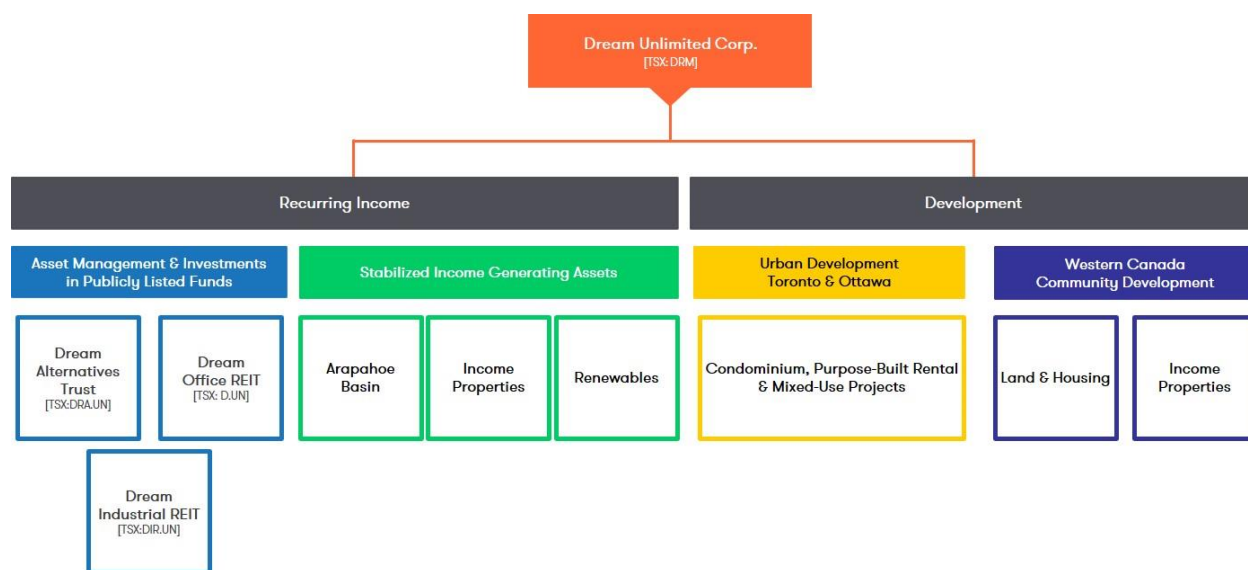 Dream Unlimited Corp.
[TSX: DRM]
Recurring Income
Development
Asset Management & Investments
in Publicly Listed Funds
Stabilized Income Generating Assets
Urban Development
Toronto & Ottawa
Western Canada
Community Development
Dream
Alternatives
Trust
[TSX:DRA.UN]
Dream
Office REIT
[TSX: D.UN]
Arapahoe
Basin
Income
Properties
Renewables
Condominium, Purpose-Built Rental
& Mixed-Use Projects
Land & Housing
Income
Properties
Dream
Industrial REIT
[TSX:DIR.UN]